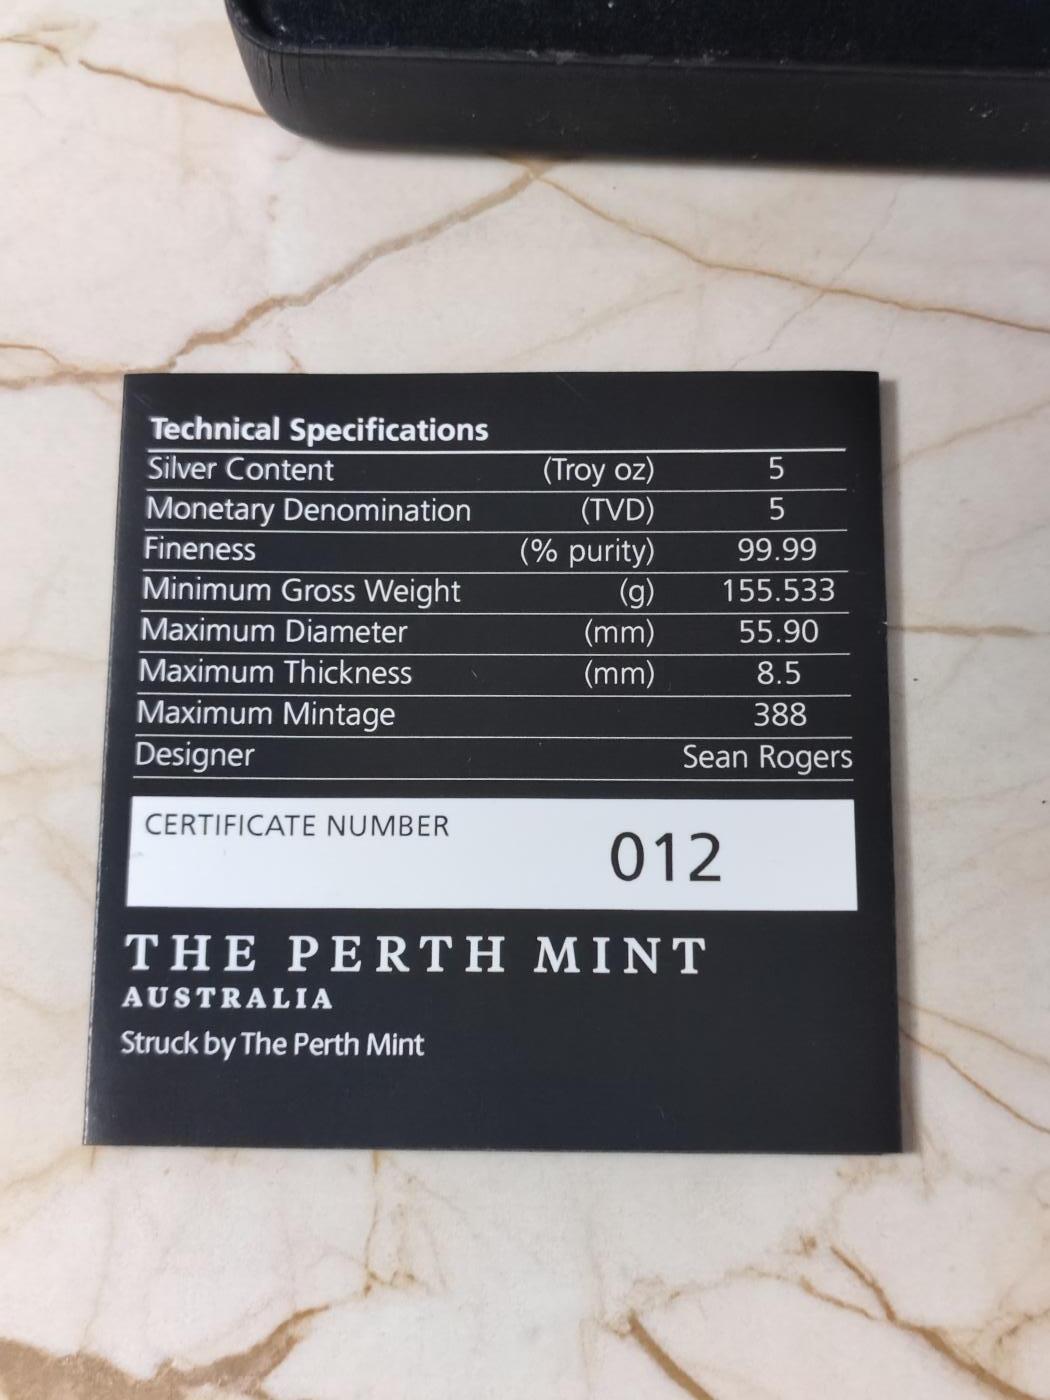 Technical Specifications
Silver Content (Troy oz) 5
Monetary Denomination (TVD) 5
Fineness (% purity) 99.99
Minimum Gross Weight (g) 155.533
Maximum Diameter (mm) 55.90
Maximum Thickness (mm) 8.5
Maximum Mintage 388
Designer Sean Rogers
CERTIFICATE NUMBER 012
THE PERTH MINT
AUSTRALIA
Struck by The Perth Mint